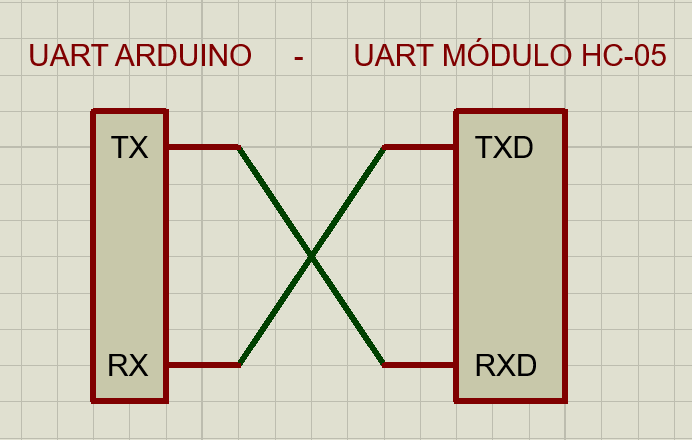 UART ARDUINO - UART MÓDULO HC-05
TX TXD
RX RXD